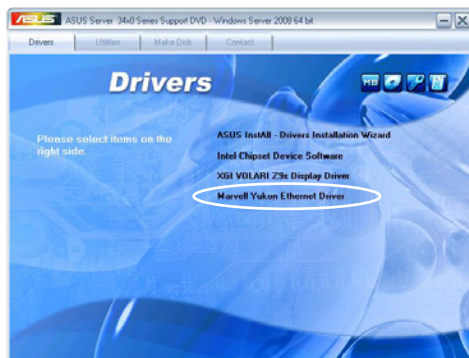 ASUS ASUS Server 34x0 Series Support DVD - Windows Server 2008 64 bit
Drivers Utilities Make Disk Contact
Drivers
MB
Please select items on the
right side.
ASUS InstAll - Drivers Installation Wizard
Intel Chipset Device Software
XGI VOLARI Z9s Display Driver
Marvell Yukon Ethernet Driver